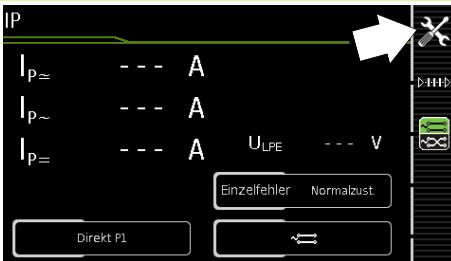 IP
IP≃ - - - A
IP~ - - - A
IP= - - - A
ULPE - - - V
Einzelfehler Normalzust.
Direkt P1